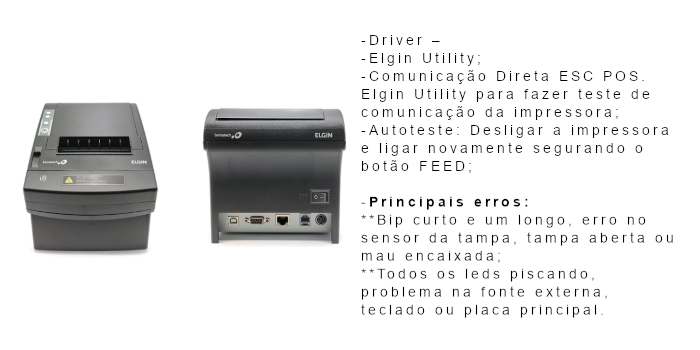 -Driver –
-Elgin Utility;
-Comunicação Direta ESC POS.
Elgin Utility para fazer teste de
comunicação da impressora;
-Autoteste: Desligar a impressora
e ligar novamente segurando o
botão FEED;
-Principais erros:
**Bip curto e um longo, erro no
sensor da tampa, tampa aberta ou
mau encaixada;
**Todos os leds piscando,
problema na fonte externa,
teclado ou placa principal.
bematech
ELGIN
i8
bematech
ELGIN